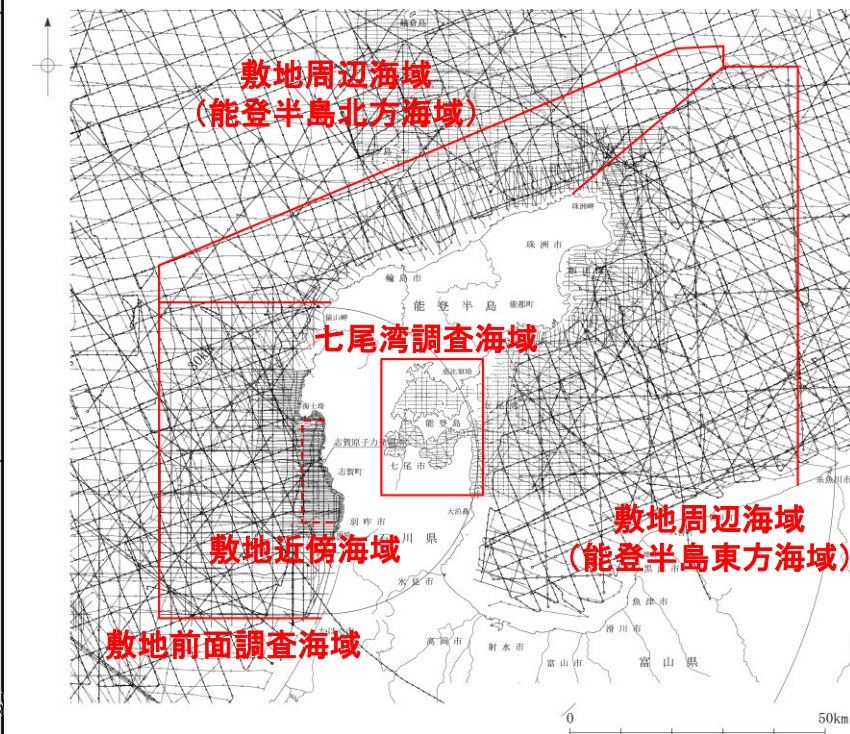 舳倉島
敷地周辺海域
(能登半島北方海域)
珠洲岬
珠洲市
輪島市
能登半島
能都町
猿山岬
七尾湾調査海域
30km
能登島
志賀原子力発電所
七尾市
志賀町
糸魚川市
大泊鼻
羽咋市
敷地周辺海域
石川県
敷地近傍海域
(能登半島東方海域)
氷見市
魚津市
敷地前面調査海域
高岡市
射水市
滑川市
富山市
富山県
0
50km